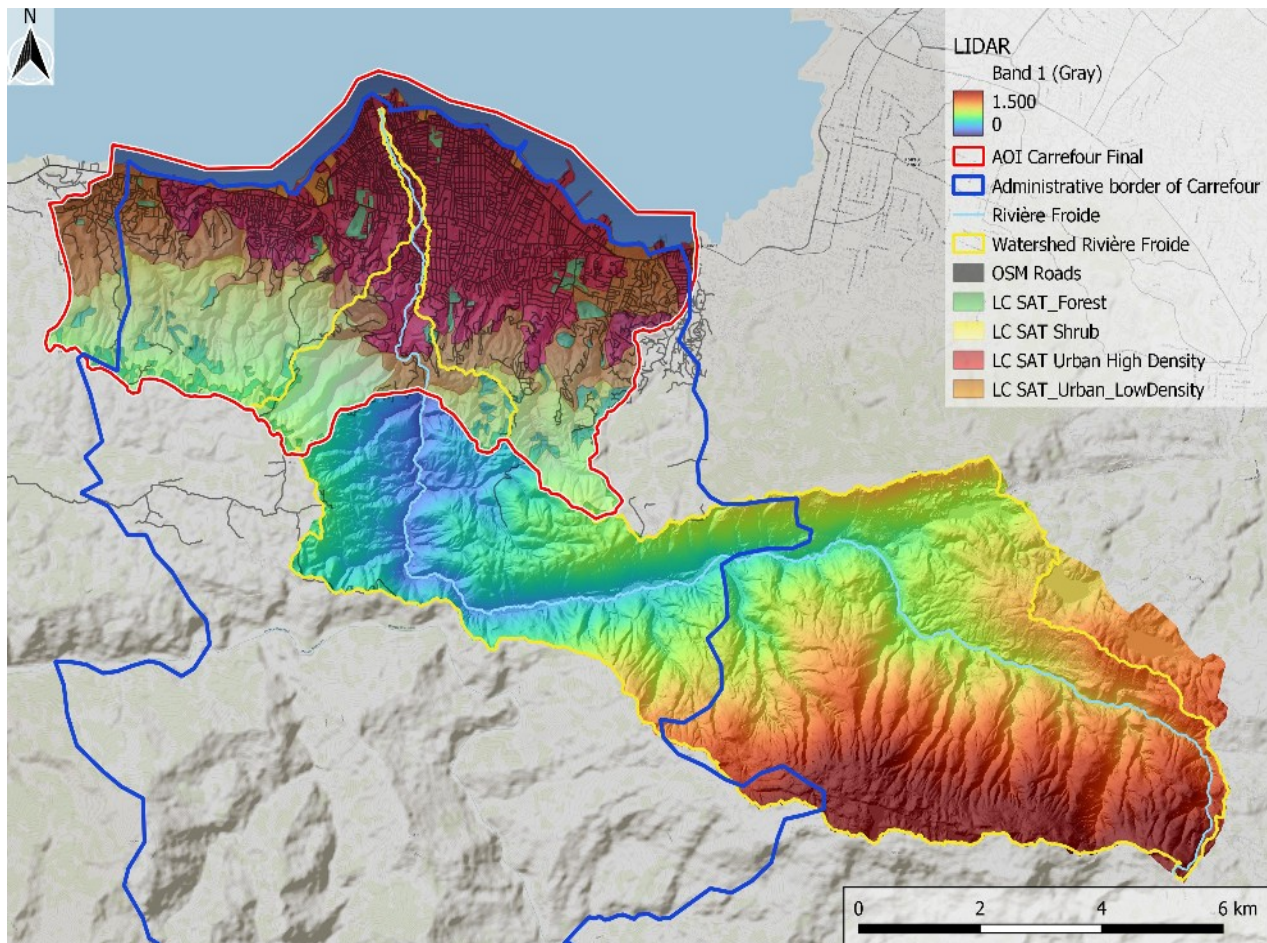 N
LIDAR
Band 1 (Gray)
1.500
0
AOI Carrefour Final
Administrative border of Carrefour
Rivière Froide
Watershed Rivière Froide
OSM Roads
LC SAT_Forest
LC SAT Shrub
LC SAT Urban High Density
LC SAT_Urban_LowDensity
0 2 4 6 km